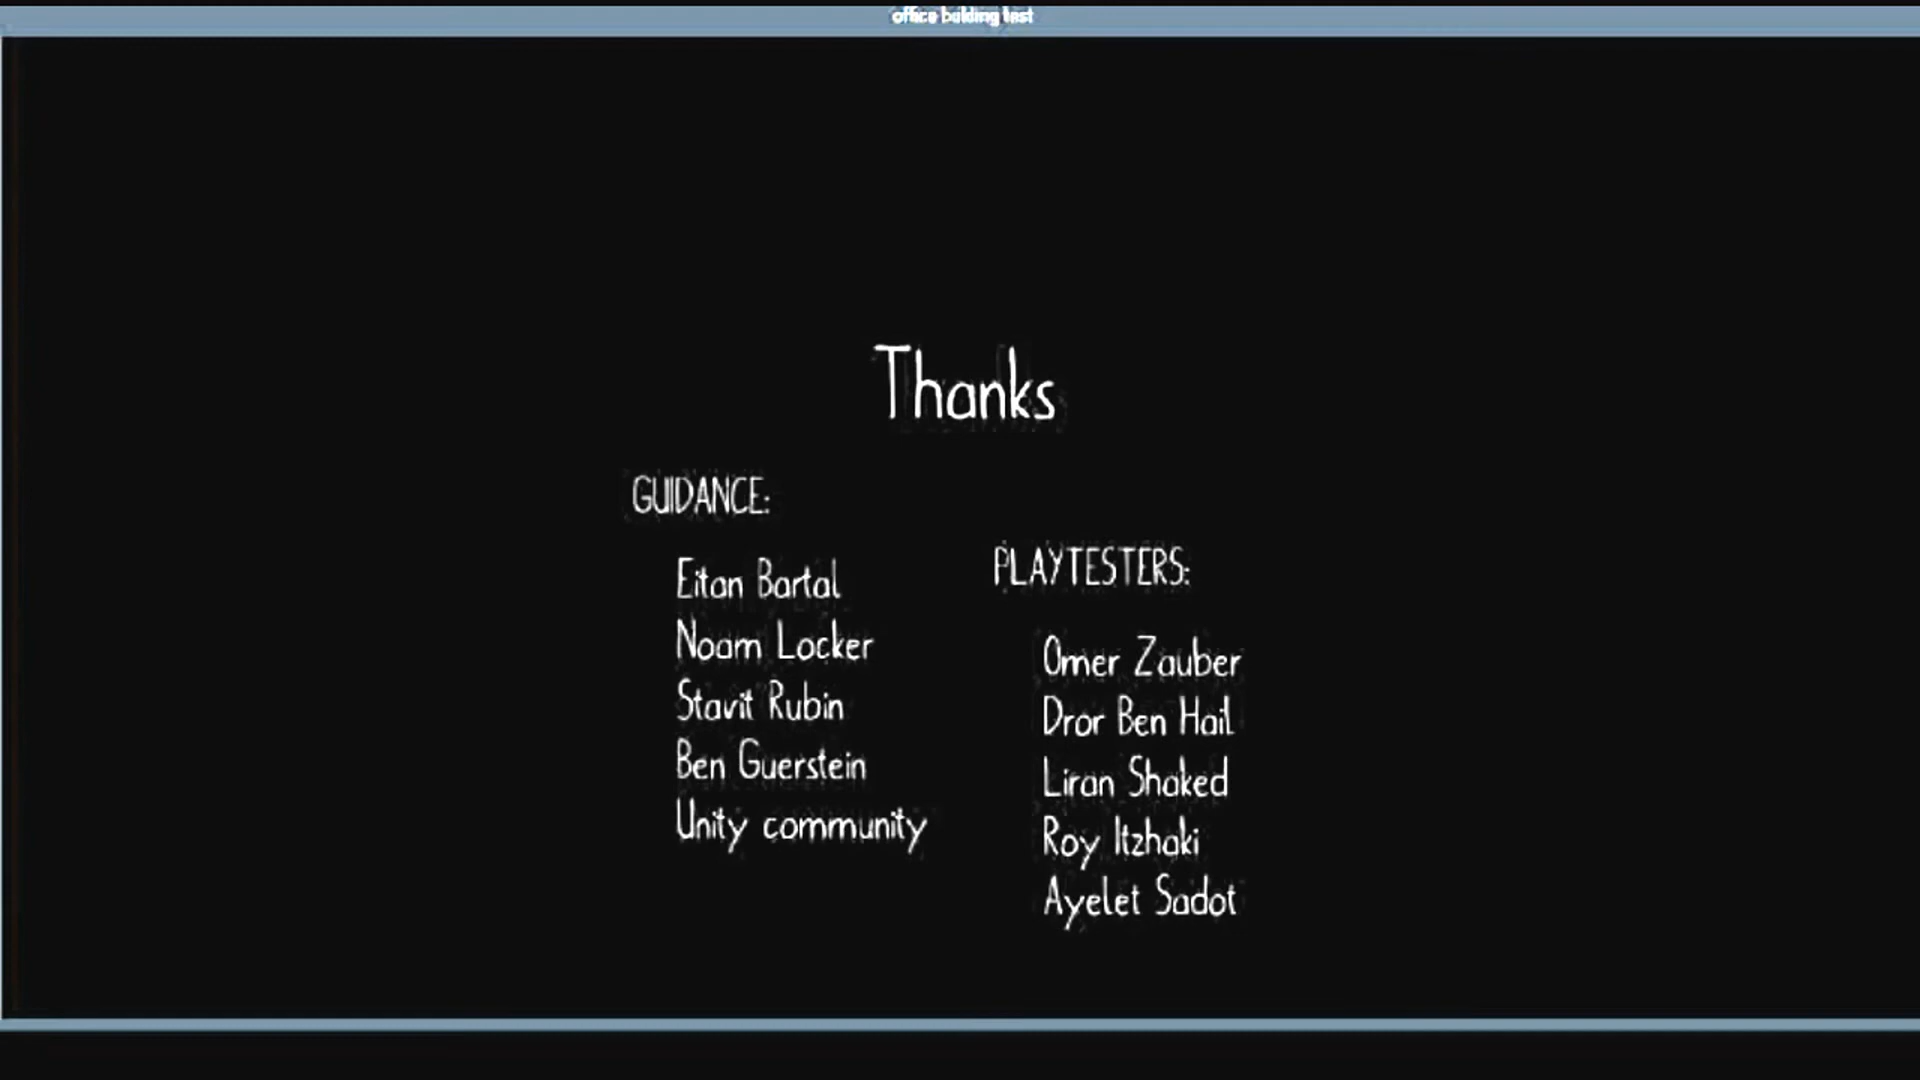 office building test
Thanks
GUIDANCE:
Eitan Bartal
Noam Locker
Stavit Rubin
Ben Guerstein
Unity community
PLAYTESTERS:
Omer Zauber
Dror Ben Hail
Liran Shaked
Roy Itzhaki
Ayelet Sadot